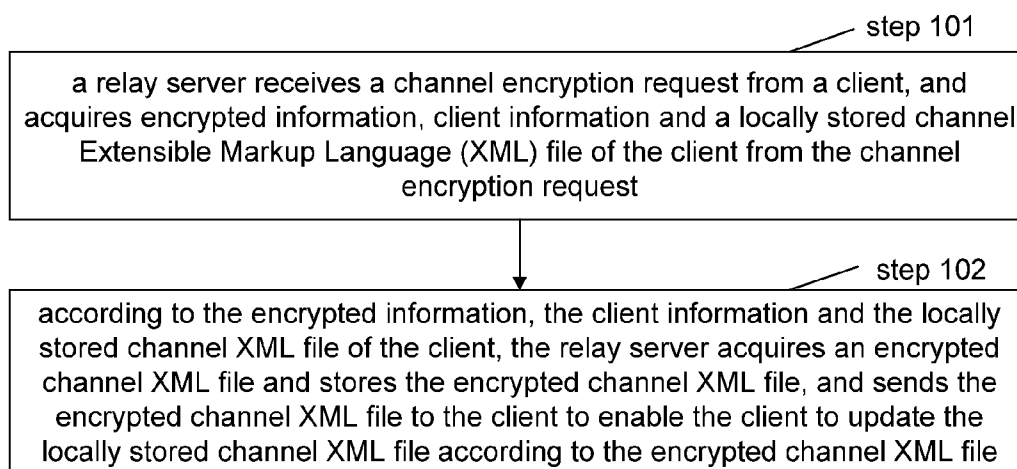 step 101
a relay server receives a channel encryption request from a client, and
acquires encrypted information, client information and a locally stored channel
Extensible Markup Language (XML) file of the client from the channel
encryption request
step 102
according to the encrypted information, the client information and the locally
stored channel XML file of the client, the relay server acquires an encrypted
channel XML file and stores the encrypted channel XML file, and sends the
encrypted channel XML file to the client to enable the client to update the
locally stored channel XML file according to the encrypted channel XML file